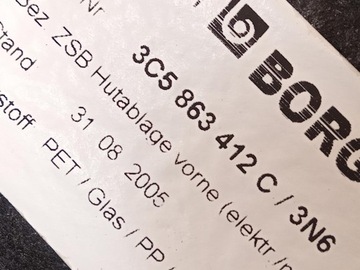 BORG
Nr 3C5 863 412 C / 3N6
Bez ZSB Hutablage vorne (elektr./
Stand 31 08 2005
stoff PET / Glas / PP /